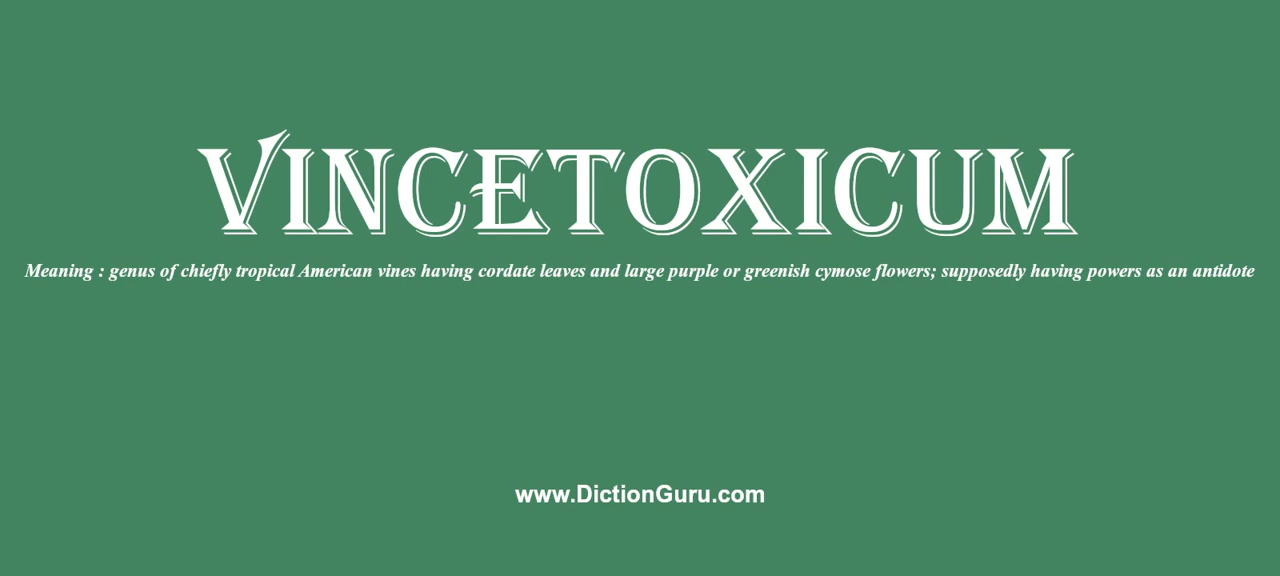 VINCETOXICUM
Meaning : genus of chiefly tropical American vines having cordate leaves and large purple or greenish cymose flowers; supposedly having powers as an antidote
www.DictionGuru.com